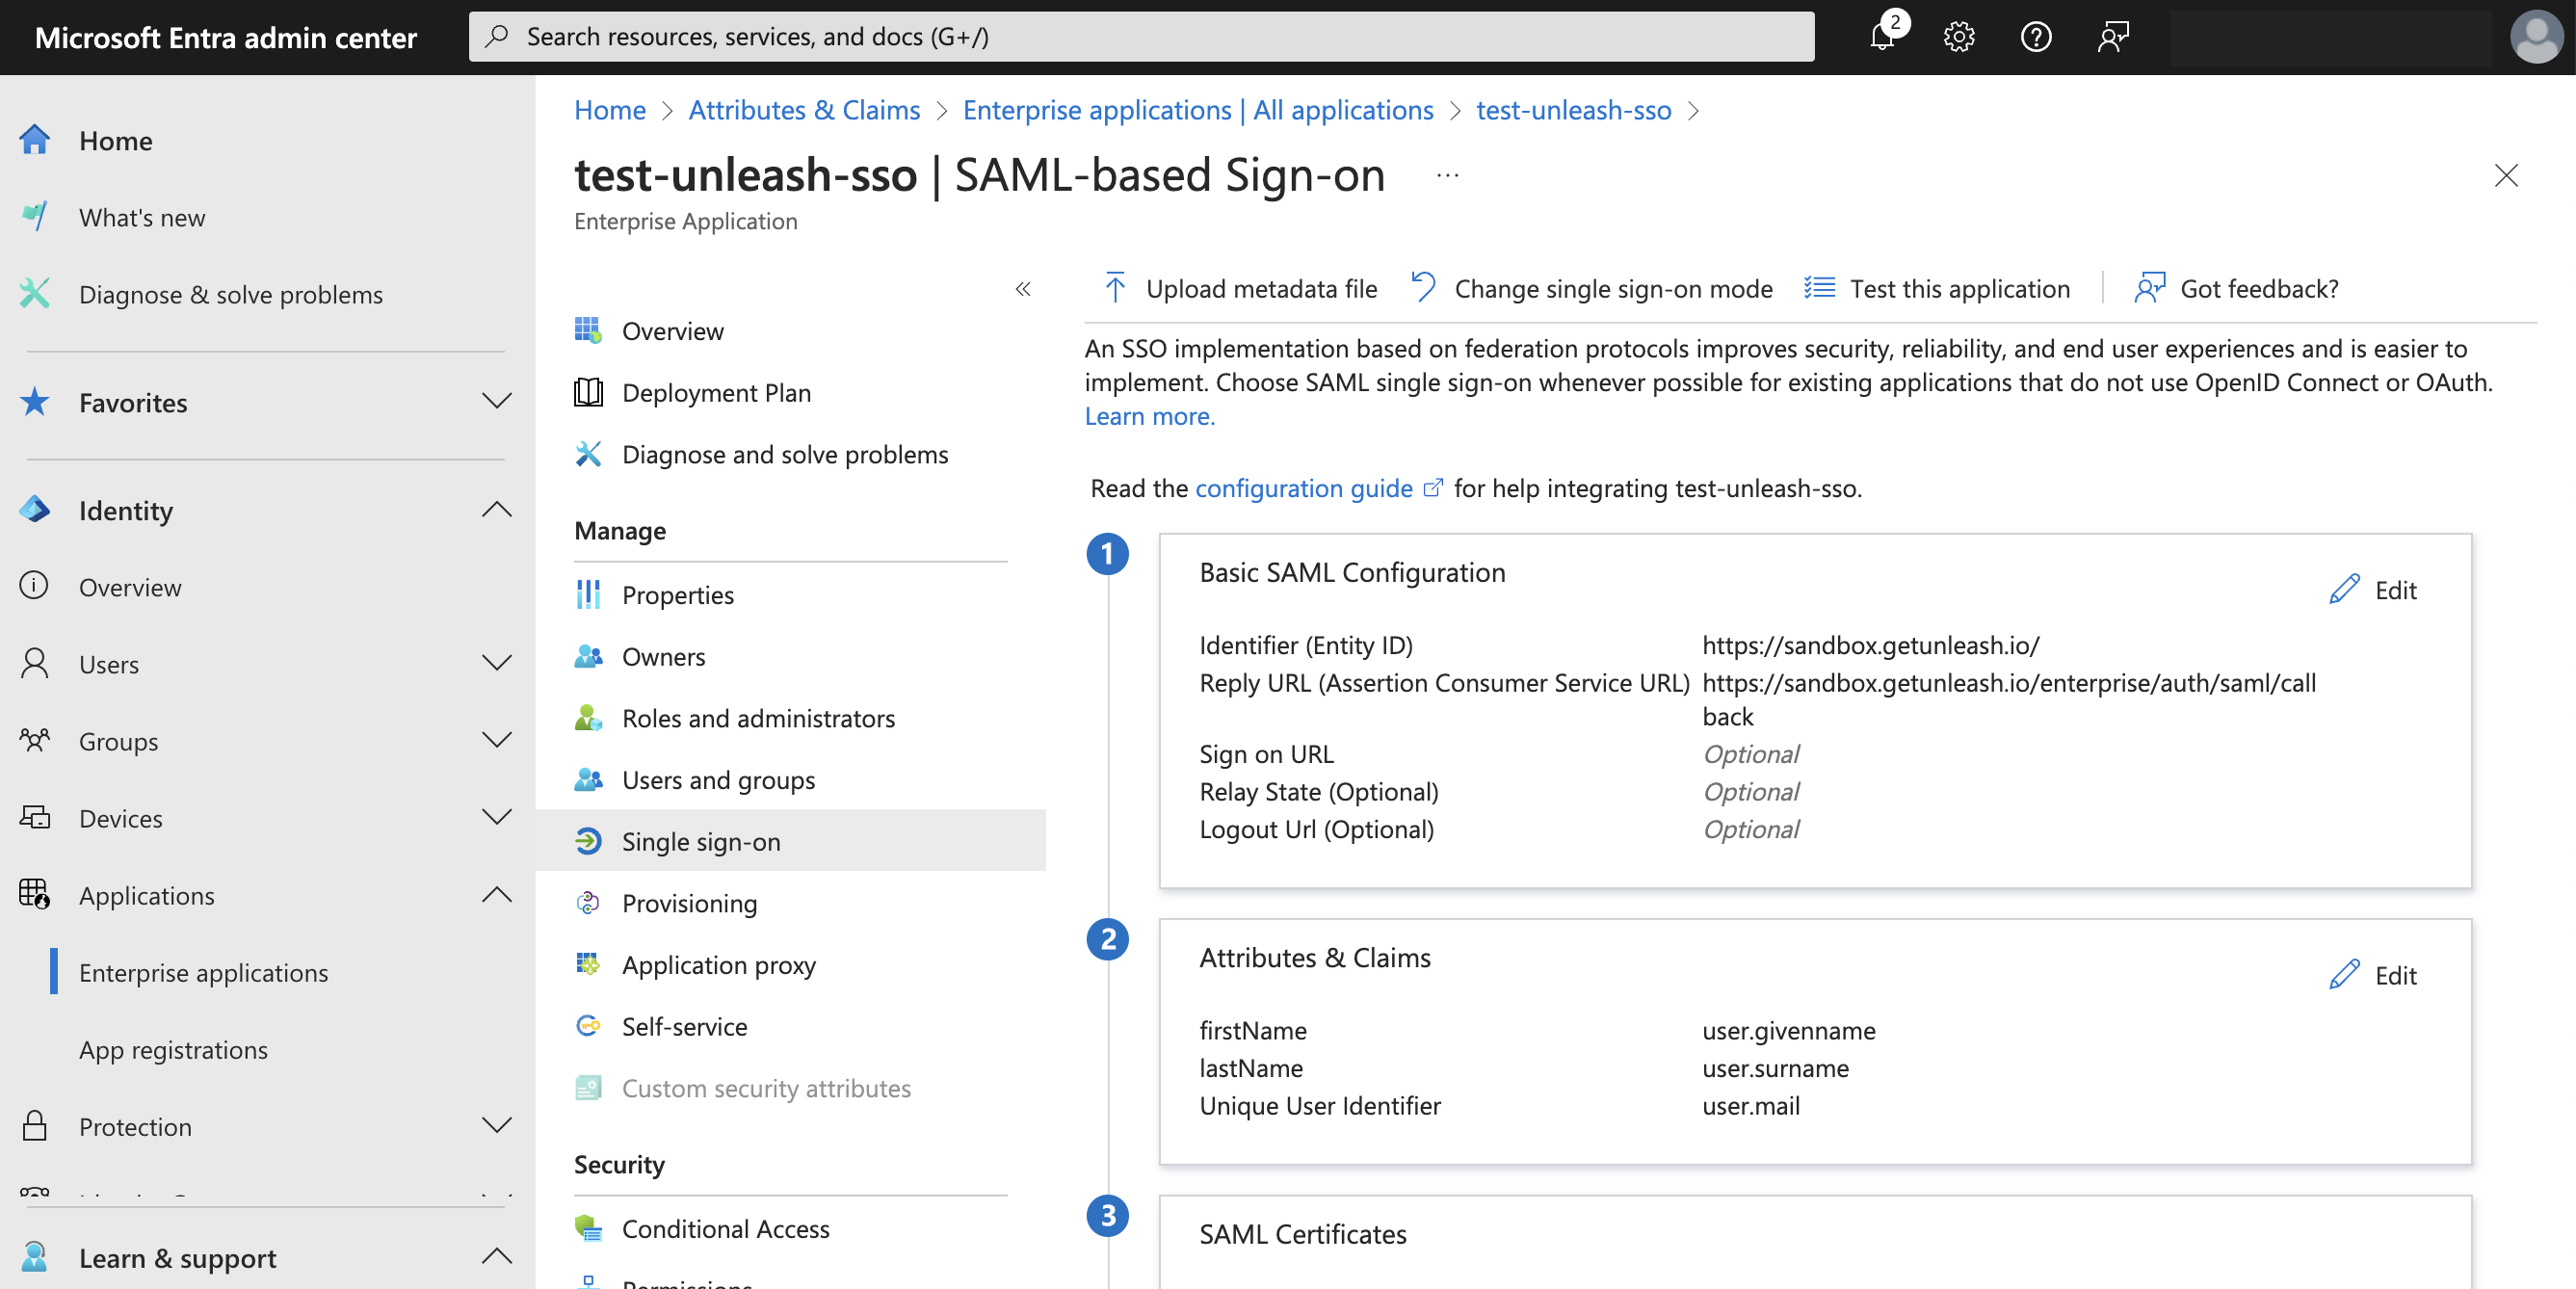 Microsoft Entra admin center
Search resources, services, and docs (G+/)
2
Home
What's new
Diagnose & solve problems
Favorites
Identity
Overview
Users
Groups
Devices
Applications
Enterprise applications
App registrations
Protection
Learn & support
Home > Attributes & Claims > Enterprise applications | All applications > test-unleash-sso >
test-unleash-sso | SAML-based Sign-on ...
Enterprise Application
Overview
Deployment Plan
Diagnose and solve problems
Manage
Properties
Owners
Roles and administrators
Users and groups
Single sign-on
Provisioning
Application proxy
Self-service
Custom security attributes
Security
Conditional Access
Permissions
Upload metadata file Change single sign-on mode Test this application Got feedback?
An SSO implementation based on federation protocols improves security, reliability, and end user experiences and is easier to
implement. Choose SAML single sign-on whenever possible for existing applications that do not use OpenID Connect or OAuth.
Learn more.
Read the configuration guide for help integrating test-unleash-sso.
1
Basic SAML Configuration
Edit
Identifier (Entity ID) https://sandbox.getunleash.io/
Reply URL (Assertion Consumer Service URL) https://sandbox.getunleash.io/enterprise/auth/saml/call
back
Sign on URL Optional
Relay State (Optional) Optional
Logout Url (Optional) Optional
2
Attributes & Claims
Edit
firstName user.givenname
lastName user.surname
Unique User Identifier user.mail
3
SAML Certificates